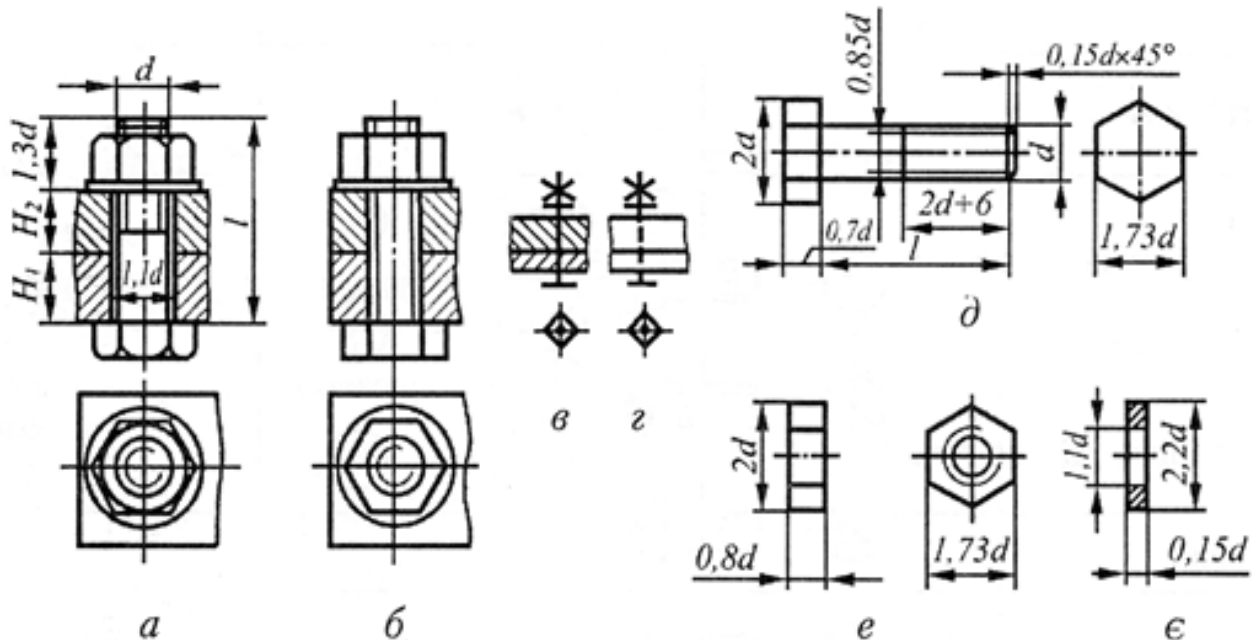 d
1,3d
H₂
H₁
1,1d
l
а
б
в
г
0.85d
0,15d×45°
2d
d
2d+6
0,7d
l
1,73d
д
2d
0,8d
1,73d
е
1,1d
2,2d
0,15d
є